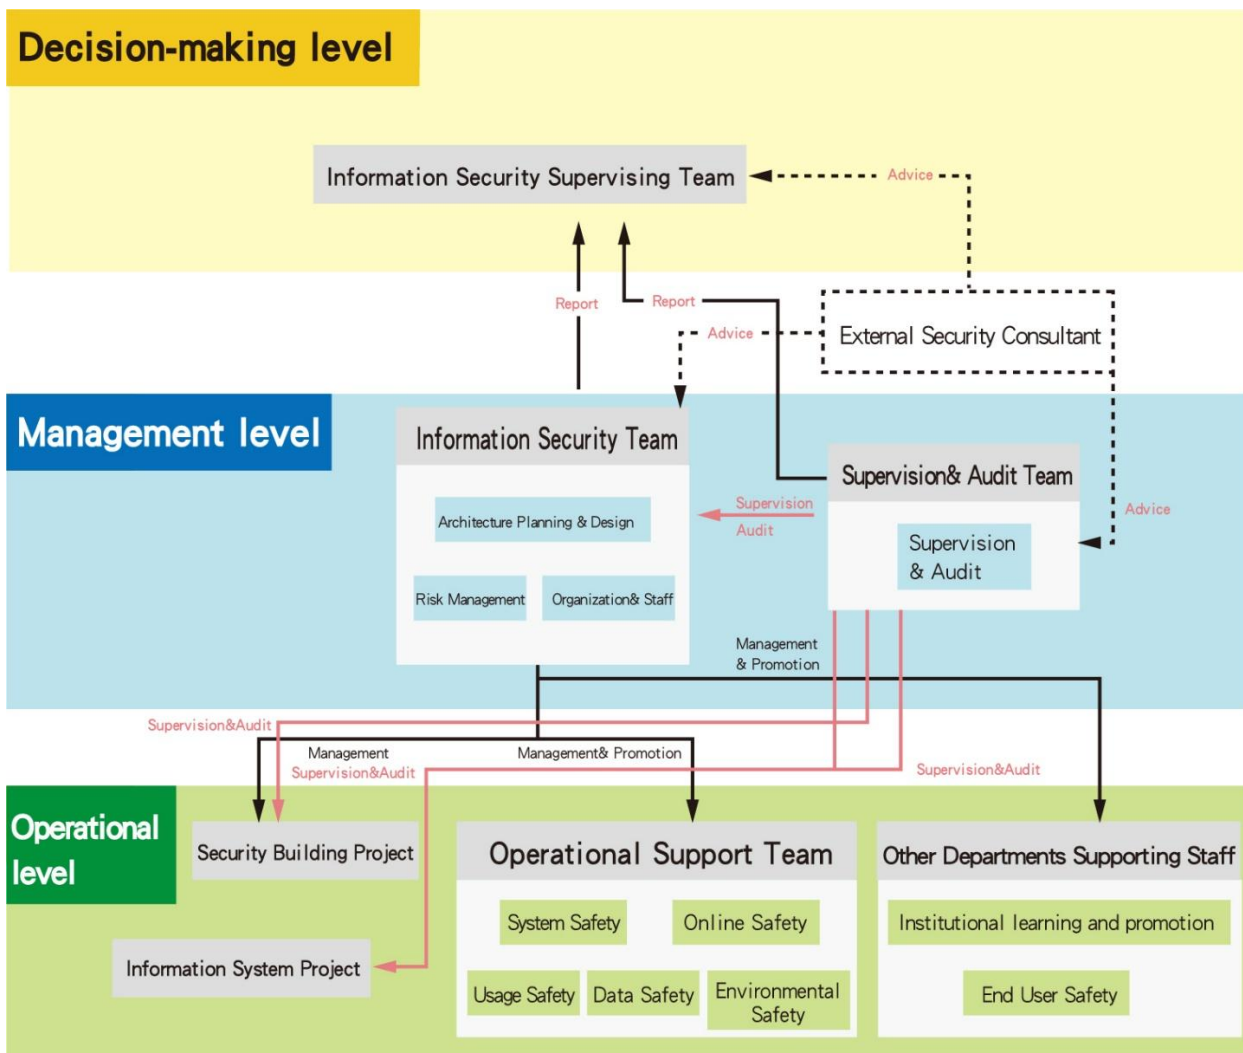 Decision-making level
Information Security Supervising Team
Advice
Report
Report
Advice
External Security Consultant
Management level
Information Security Team
Architecture Planning & Design
Risk Management
Organization& Staff
Supervision
Audit
Supervision& Audit Team
Supervision
& Audit
Advice
Management
& Promotion
Supervision&Audit
Management
Supervision&Audit
Management& Promotion
Supervision&Audit
Operational
level
Security Building Project
Information System Project
Operational Support Team
System Safety
Online Safety
Usage Safety
Data Safety
Environmental
Safety
Other Departments Supporting Staff
Institutional learning and promotion
End User Safety